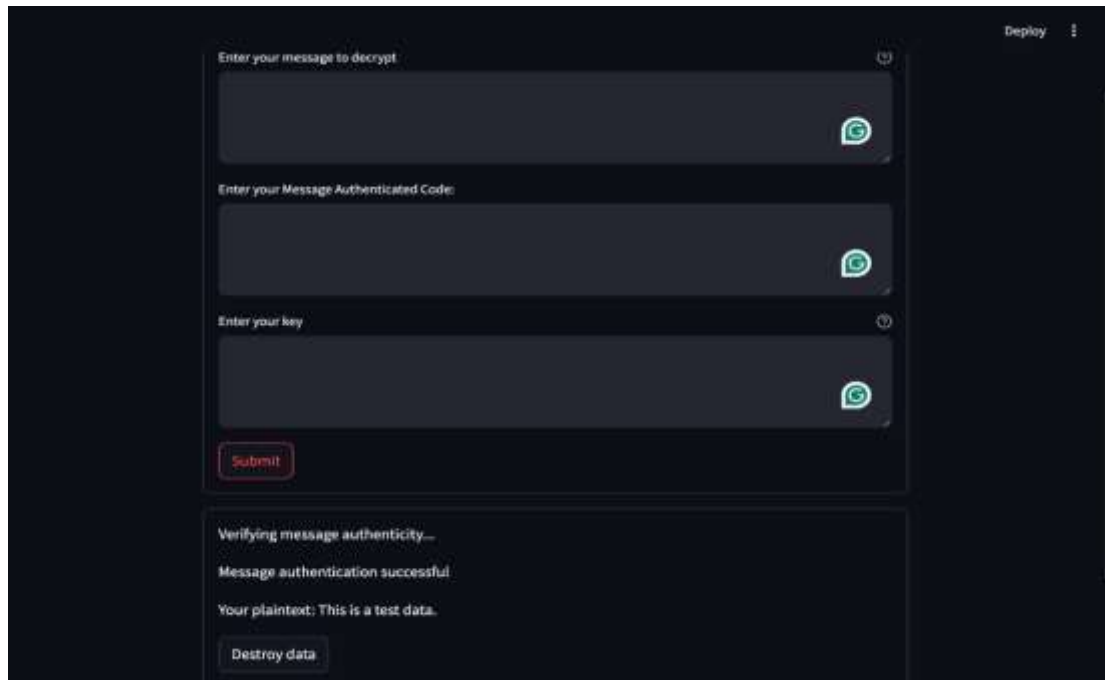 Deploy
Enter your message to decrypt
Enter your Message Authenticated Code:
Enter your key
Submit
Verifying message authenticity...
Message authentication successful
Your plaintext: This is a test data.
Destroy data